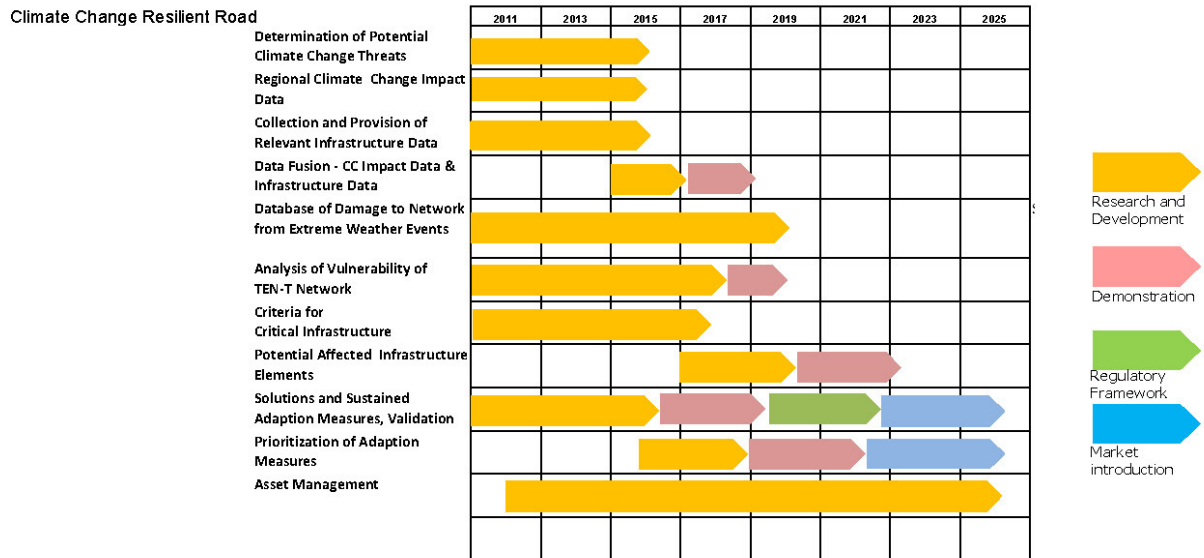 Climate Change Resilient Road
2011 2013 2015 2017 2019 2021 2023 2025
Determination of Potential
Climate Change Threats
Regional Climate Change Impact
Data
Collection and Provision of
Relevant Infrastructure Data
Data Fusion - CC Impact Data &
Infrastructure Data
Database of Damage to Network
from Extreme Weather Events
Analysis of Vulnerability of
TEN-T Network
Criteria for
Critical Infrastructure
Potential Affected Infrastructure
Elements
Solutions and Sustained
Adaption Measures, Validation
Prioritization of Adaption
Measures
Asset Management
Research and
Development
Demonstration
Regulatory
Framework
Market
introduction